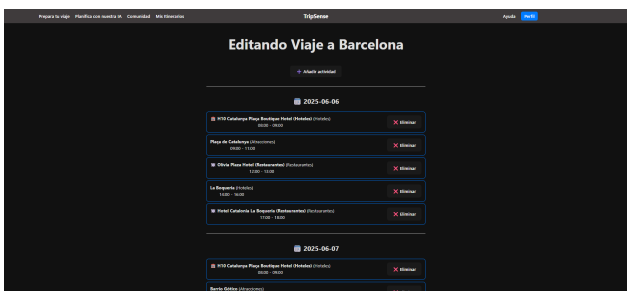 Prepara tu viaje Planifica con nuestra IA Comunidad Mis Itinerarios TripSense Ayuda Perfil
Editando Viaje a Barcelona
+ Añadir actividad
2025-06-06
H10 Catalunya Plaça Boutique Hotel (Hoteles) (Hoteles)
08:00 - 09:00
❌ Eliminar
Plaça de Catalunya (Atracciones)
09:00 - 11:00
❌ Eliminar
Olivia Plaza Hotel (Restaurantes) (Restaurantes)
12:00 - 13:00
❌ Eliminar
La Boqueria (Hoteles)
14:00 - 16:00
❌ Eliminar
Hotel Catalonia La Boqueria (Restaurantes) (Restaurantes)
17:00 - 18:00
❌ Eliminar
2025-06-07
H10 Catalunya Plaça Boutique Hotel (Hoteles) (Hoteles)
08:00 - 09:00
❌ Eliminar
Barrio Gótico (Atracciones)